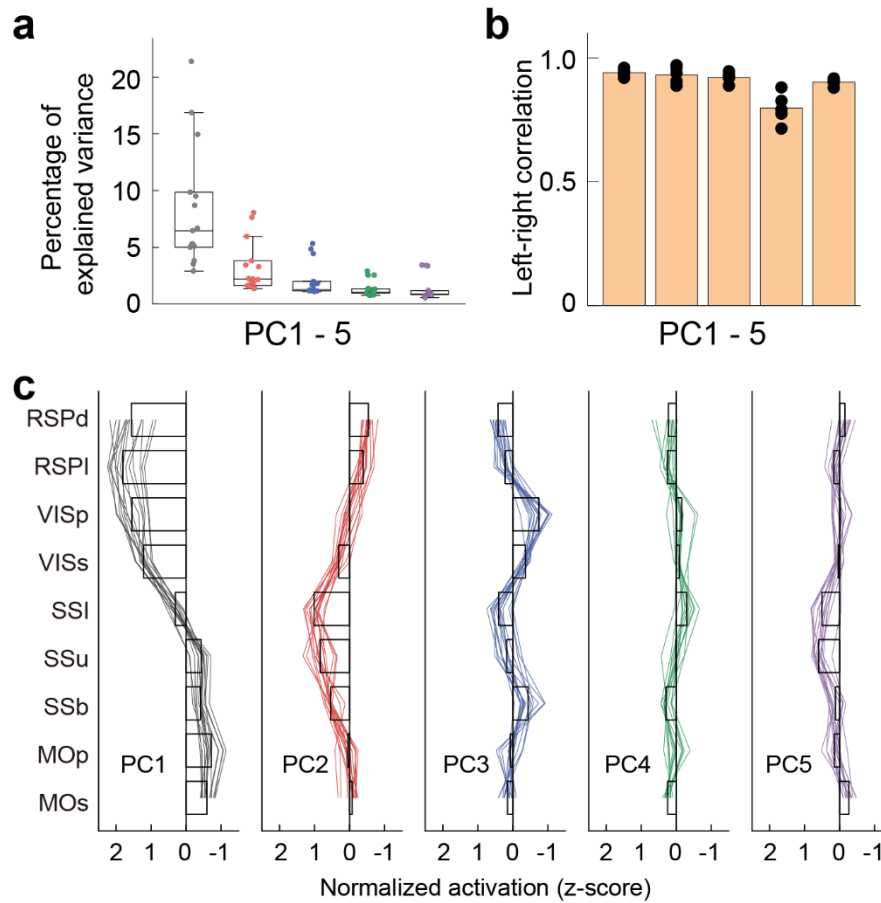 a
Percentage of
explained variance
20
15
10
5
0
PC1 - 5
b
Left-right correlation
1.0
0.5
0
PC1 - 5
c
RSPd
RSPl
VISp
VISs
SSl
SSu
SSb
MOp
MOs
PC1
PC2
PC3
PC4
PC5
2 1 0 -1
2 1 0 -1
2 1 0 -1
2 1 0 -1
2 1 0 -1
Normalized activation (z-score)